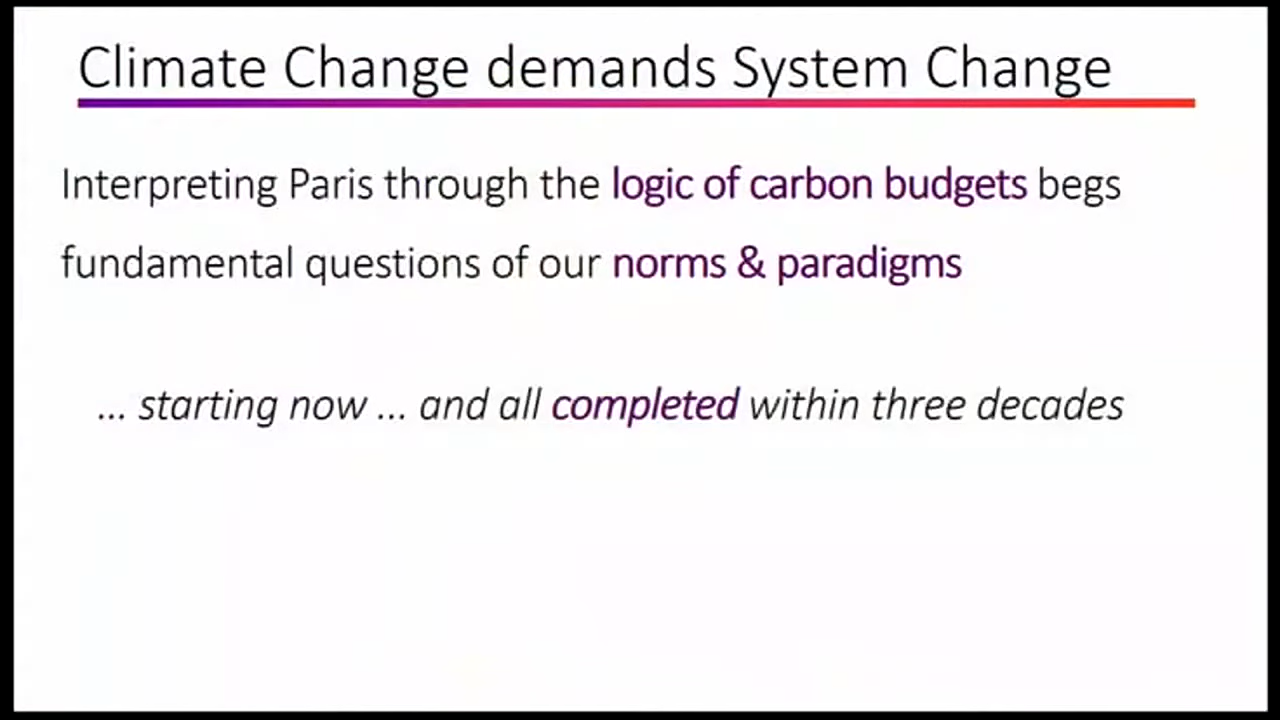 Climate Change demands System Change
Interpreting Paris through the logic of carbon budgets begs
fundamental questions of our norms & paradigms
... starting now ... and all completed within three decades